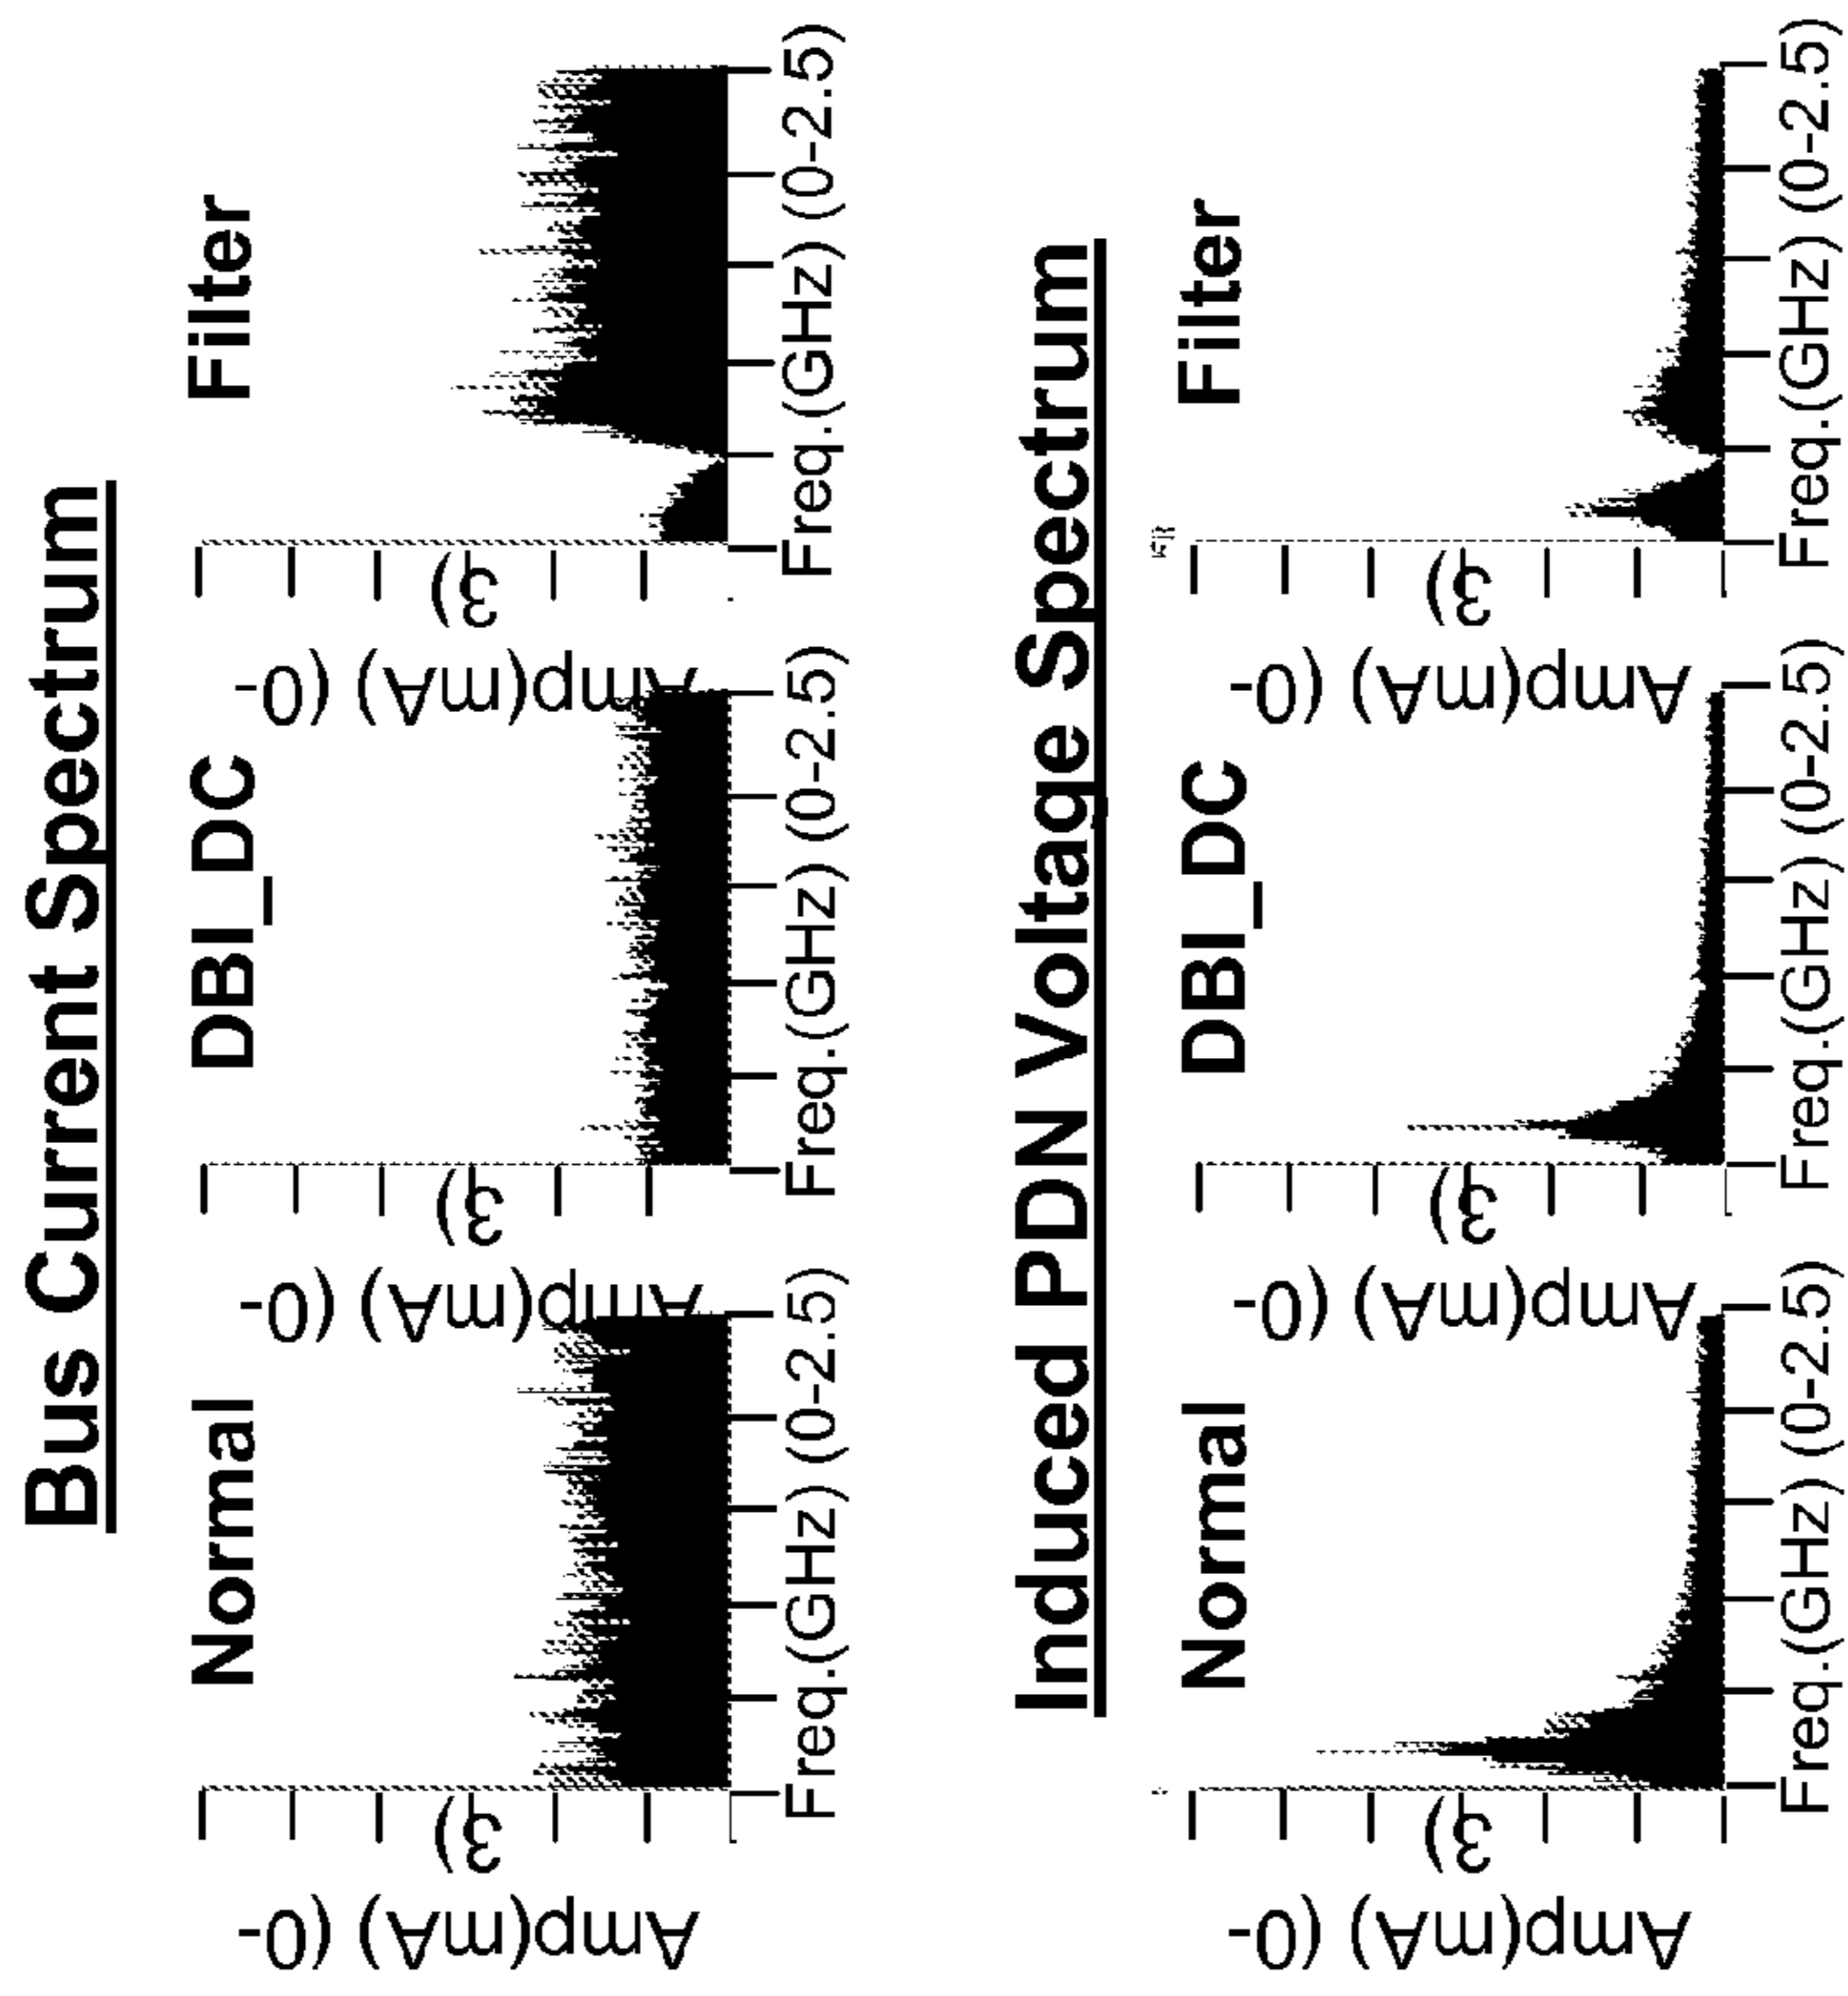 Bus Current Spectrum
Normal
DBI_DC
Filter
Amp(mA) (0-
3)
Amp(mA) (0-
3)
Amp(mA) (0-
3)
Freq.(GHz) (0-2.5)
Freq.(GHz) (0-2.5)
Freq.(GHz) (0-2.5)
Induced PDN Voltage Spectrum
Normal
DBI_DC
Filter
Amp(mA) (0-
3)
Amp(mA) (0-
3)
Amp(mA) (0-
3)
Freq.(GHz) (0-2.5)
Freq.(GHz) (0-2.5)
Freq.(GHz) (0-2.5)